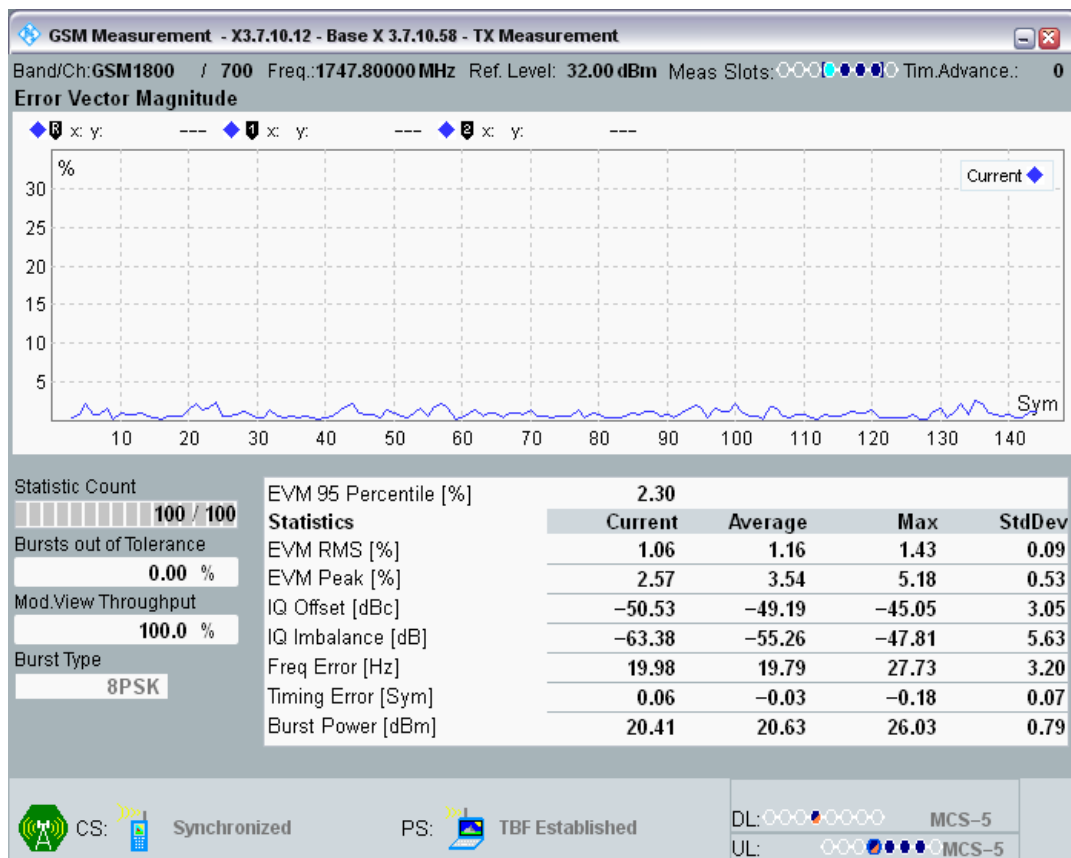 GSM Measurement - X3.7.10.12 - Base X 3.7.10.58 - TX Measurement
Band/Ch:GSM1800 / 700 Freq.:1747.80000 MHz Ref. Level: 32.00 dBm Meas Slots: Tim.Advance.: 0
Error Vector Magnitude
R x: y: --- 1 x: y: --- 2 x: y: ---
%
Current
30
25
20
15
10
5
Sym
10 20 30 40 50 60 70 80 90 100 110 120 130 140
Statistic Count
100 / 100
Bursts out of Tolerance
0.00 %
Mod.View Throughput
100.0 %
Burst Type
8PSK
EVM 95 Percentile [%] 2.30
Statistics Current Average Max StdDev
EVM RMS [%] 1.06 1.16 1.43 0.09
EVM Peak [%] 2.57 3.54 5.18 0.53
IQ Offset [dBc] −50.53 −49.19 −45.05 3.05
IQ Imbalance [dB] −63.38 −55.26 −47.81 5.63
Freq Error [Hz] 19.98 19.79 27.73 3.20
Timing Error [Sym] 0.06 −0.03 −0.18 0.07
Burst Power [dBm] 20.41 20.63 26.03 0.79
CS: Synchronized PS: TBF Established
DL: MCS−5
UL: MCS−5